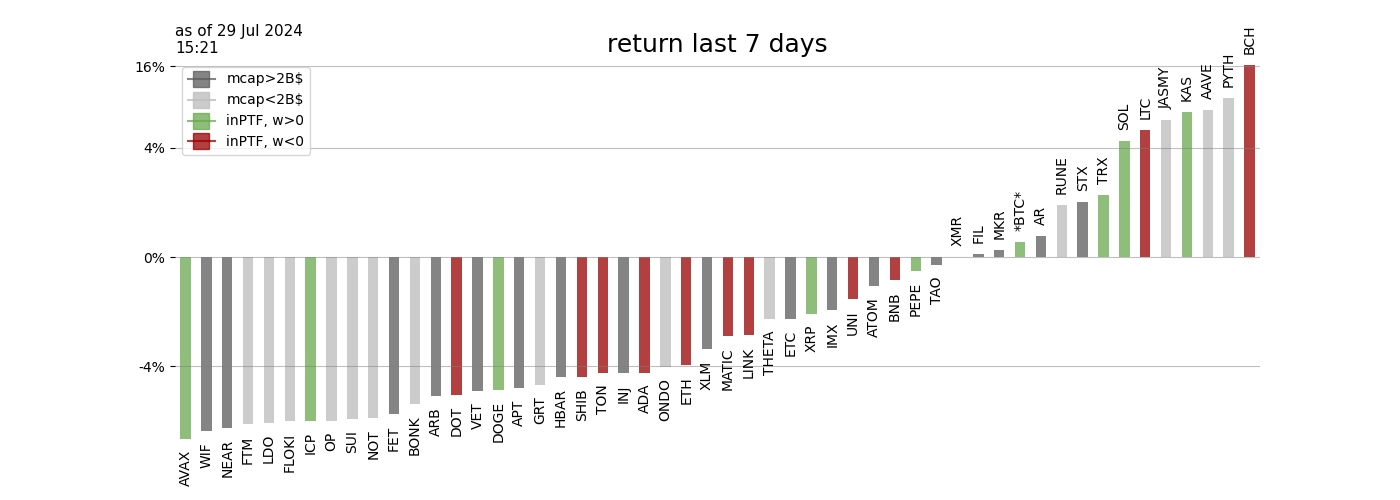 as of 29 Jul 2024
15:21
return last 7 days
mcap>2B$
mcap<2B$
inPTF, w>0
inPTF, w<0
16%
4%
0%
-4%
AVAX
WIF
NEAR
FTM
LDO
FLOKI
ICP
OP
SUI
NOT
FET
BONK
ARB
DOT
VET
DOGE
APT
GRT
HBAR
SHIB
TON
INJ
ADA
ONDO
ETH
XLM
MATIC
LINK
THETA
ETC
XRP
IMX
UNI
ATOM
BNB
PEPE
TAO
XMR
FIL
MKR
*BTC*
AR
RUNE
STX
TRX
SOL
LTC
JASMY
KAS
AAVE
PYTH
BCH